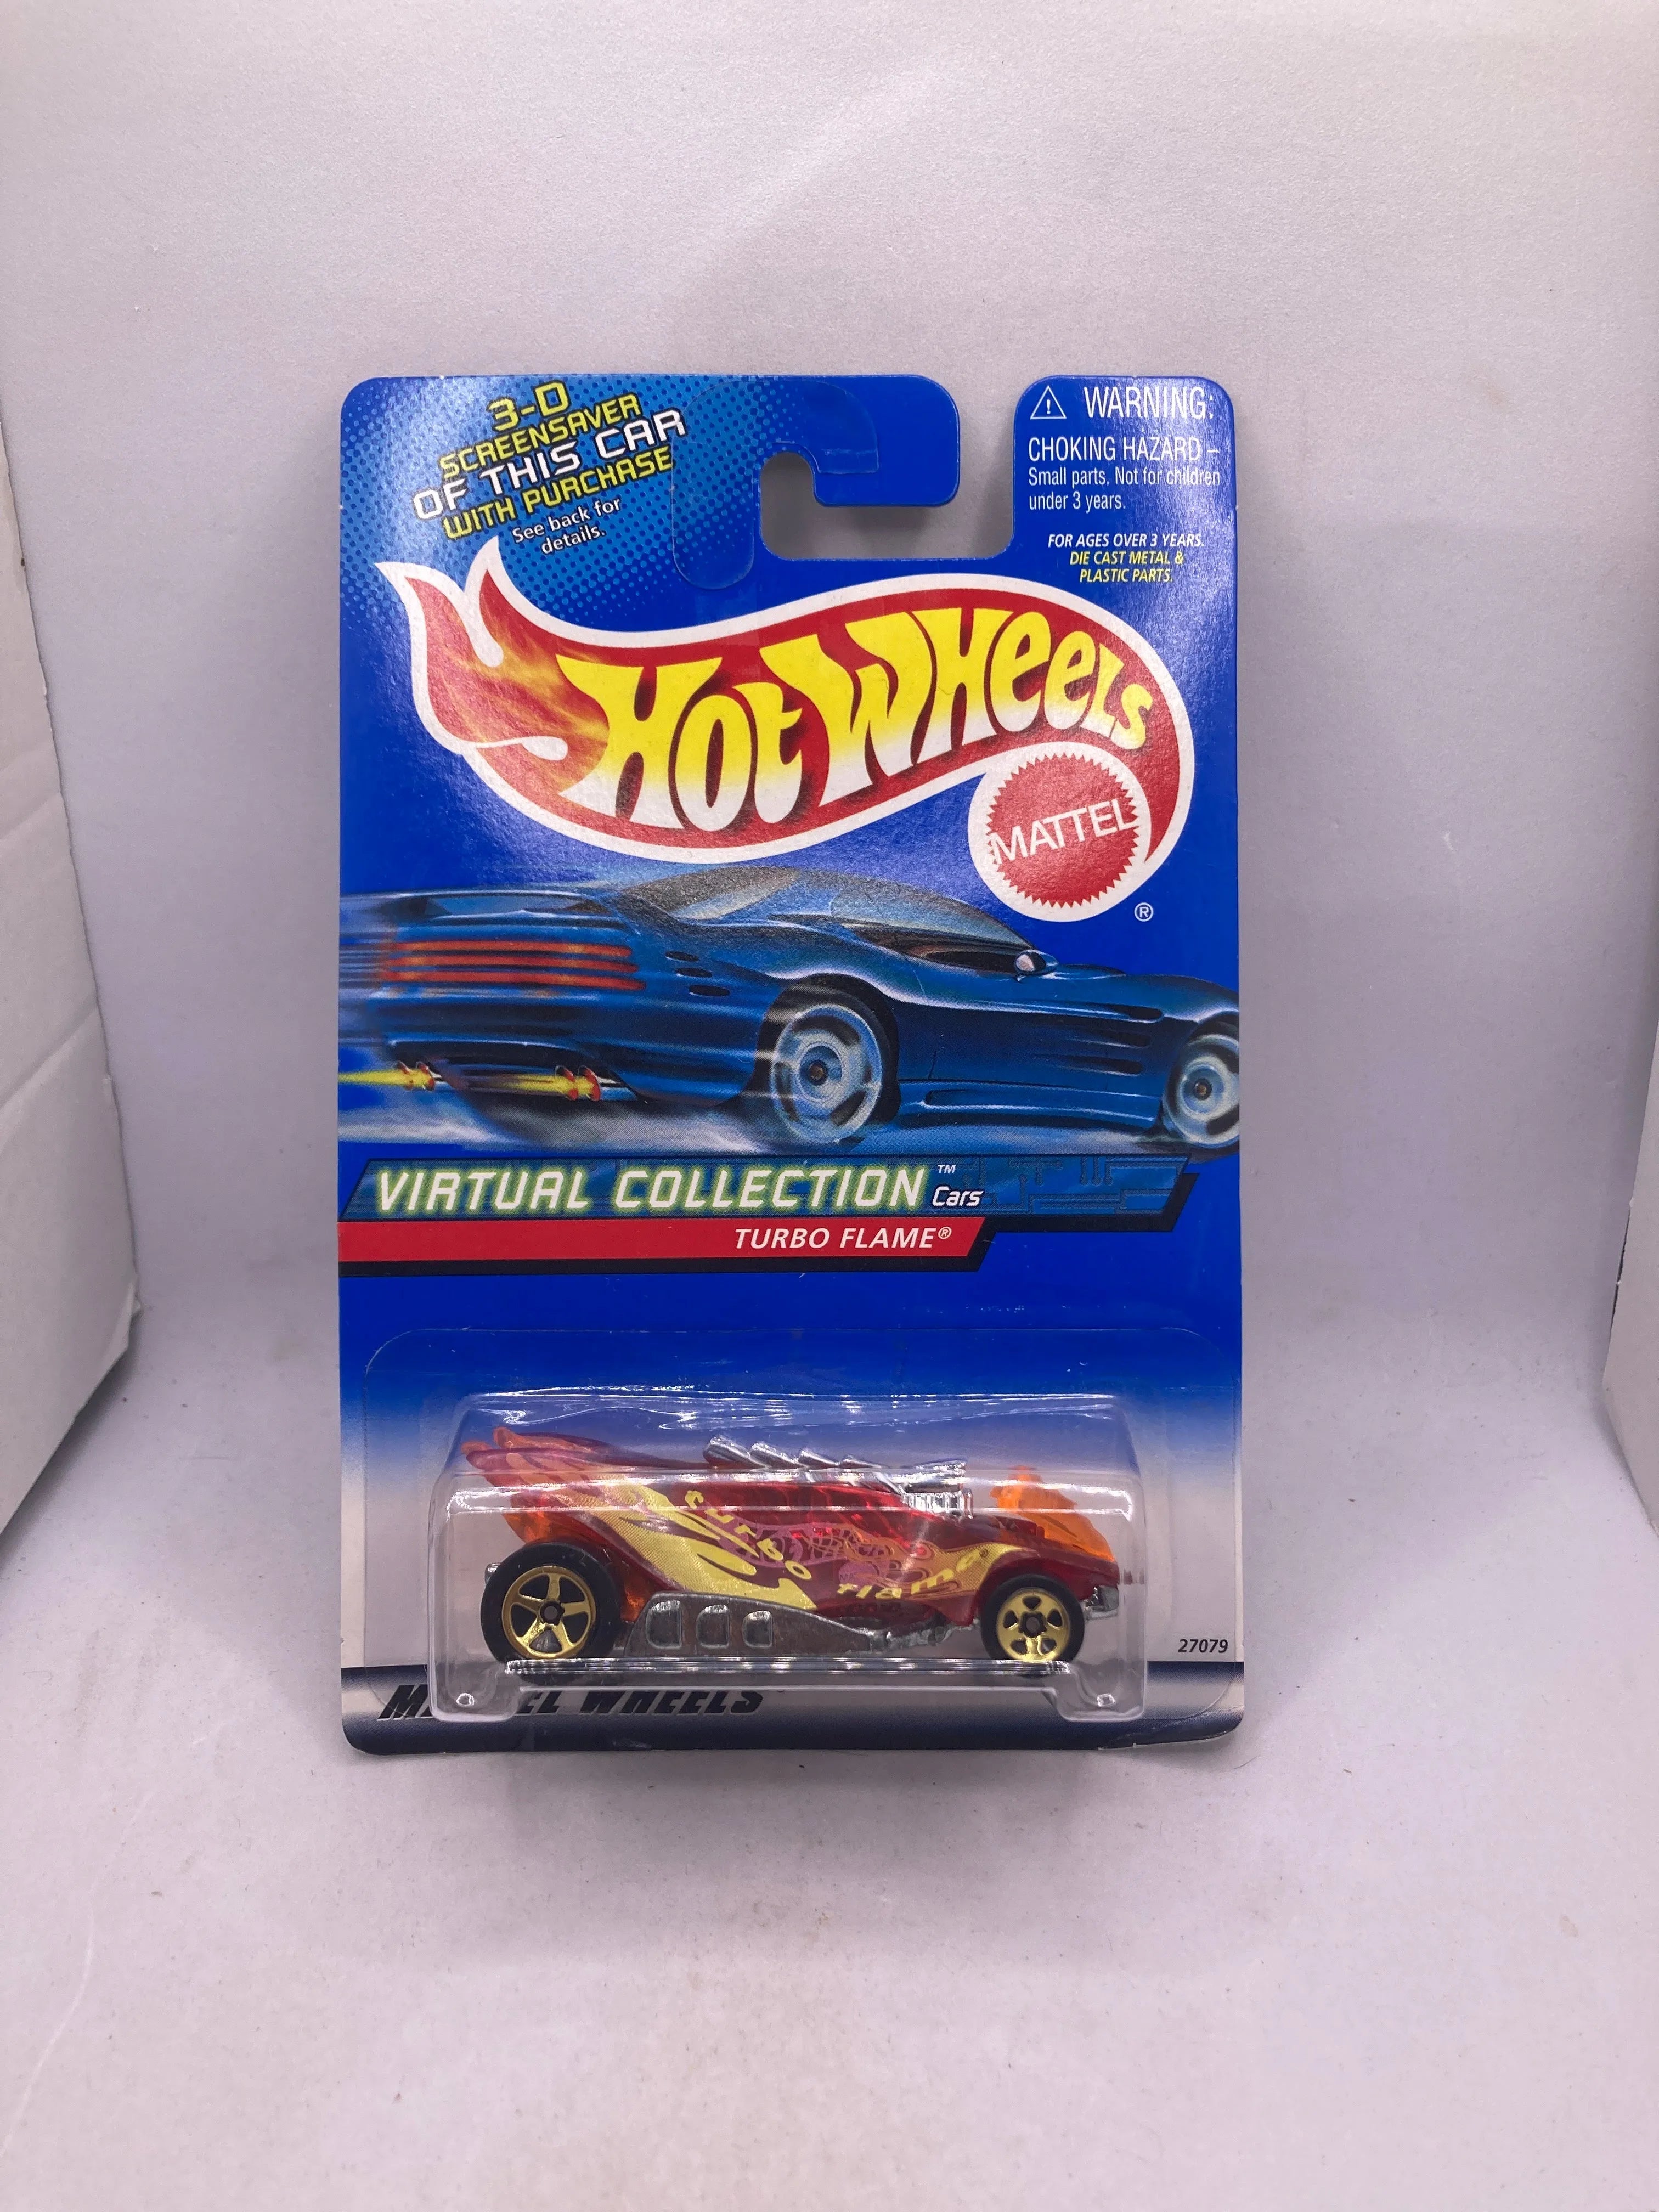 3-D
SCREENSAVER
OF THIS CAR
WITH PURCHASE
See back for
details.
⚠ WARNING:
CHOKING HAZARD –
Small parts. Not for children
under 3 years.
FOR AGES OVER 3 YEARS.
DIE CAST METAL &
PLASTIC PARTS.
HOT WHEELS
MATTEL
®
VIRTUAL COLLECTION™ Cars
TURBO FLAME®
turbo flame
27079
WHEELS